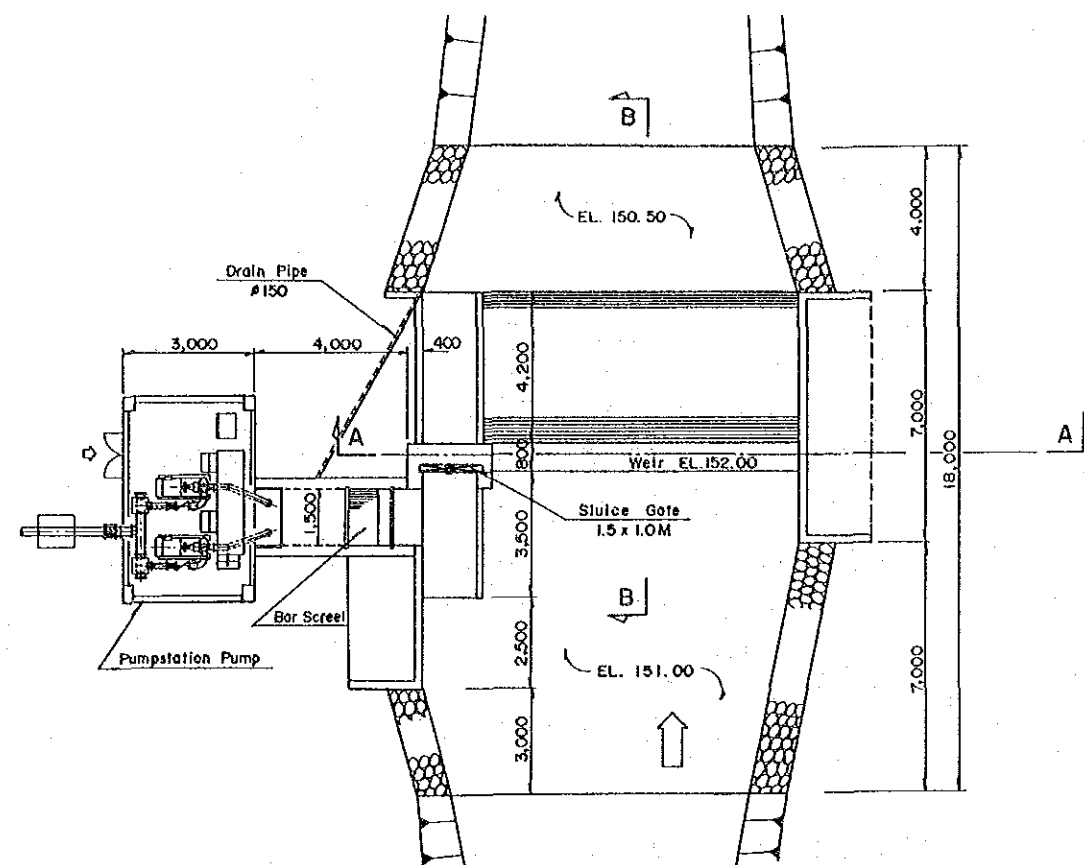 B
EL. 150.50
4,000
Drain Pipe
ø150
3,000
4,000
400
4,200
7,000
18,000
A
A
800
Weir EL.152.00
1,500
Sluice Gate
1.5 x 1.0M
3,500
B
Bar Screel
2,500
Pumpstation Pump
EL. 151.00
7,000
3,000